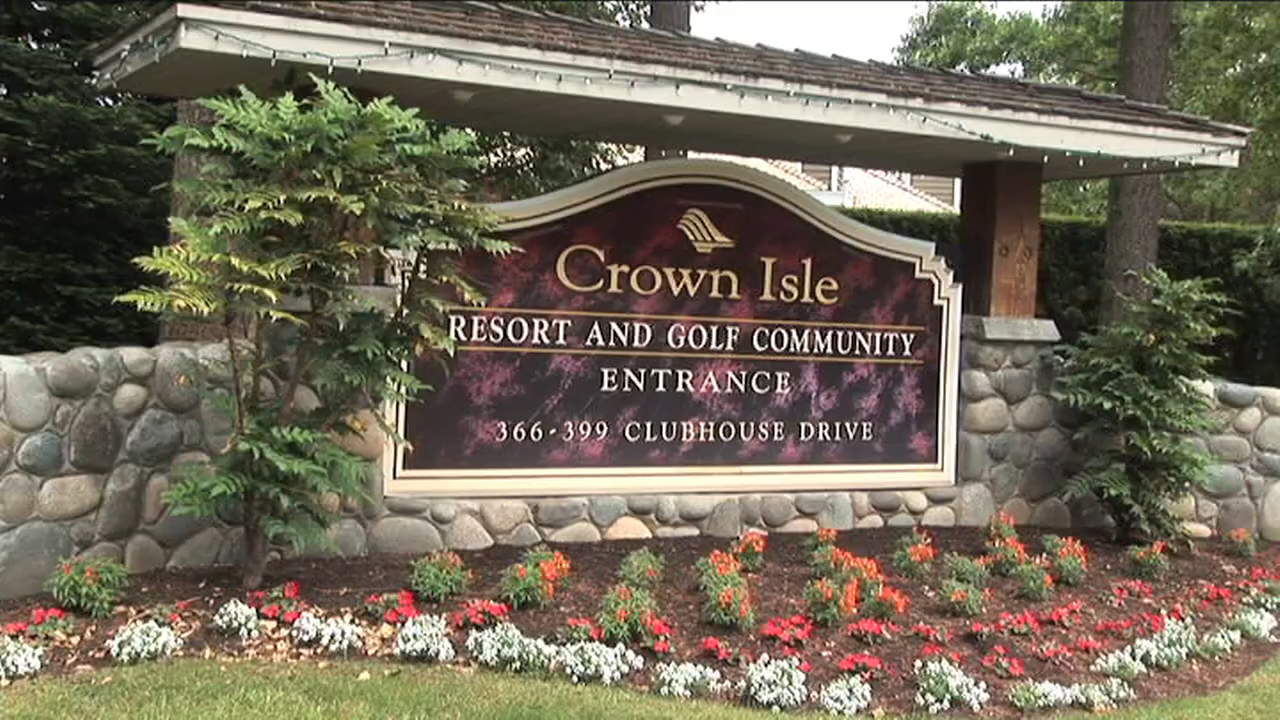 Crown Isle
RESORT AND GOLF COMMUNITY
ENTRANCE
366-399 CLUBHOUSE DRIVE